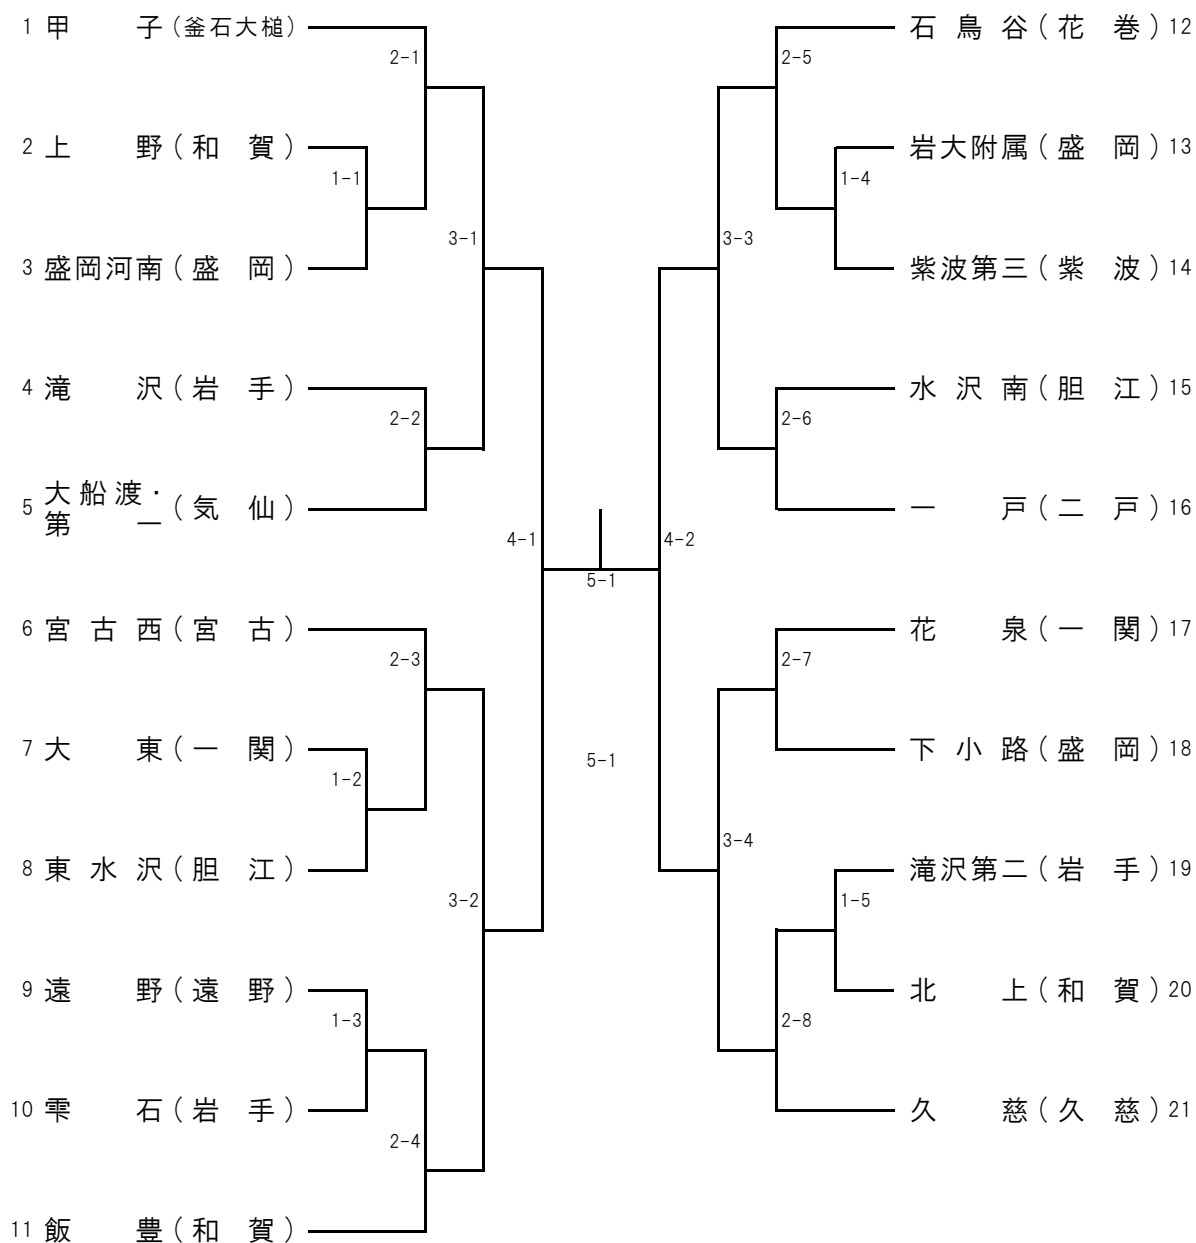 1 甲 子 (釜石大槌)
2-1
2 上 野 (和 賀)
1-1
3 盛岡河南 (盛 岡)
3-1
4 滝 沢 (岩 手)
2-2
5 大船渡・第一 (気 仙)
4-1
6 宮古西 (宮 古)
2-3
7 大 東 (一 関)
1-2
8 東水沢 (胆 江)
3-2
9 遠 野 (遠 野)
1-3
10 雫 石 (岩 手)
2-4
11 飯 豊 (和 賀)
5-1
5-1
石鳥谷 (花 巻) 12
2-5
岩大附属 (盛 岡) 13
1-4
3-3
紫波第三 (紫 波) 14
水沢南 (胆 江) 15
2-6
一 戸 (二 戸) 16
4-2
花 泉 (一 関) 17
2-7
下小路 (盛 岡) 18
3-4
滝沢第二 (岩 手) 19
1-5
北 上 (和 賀) 20
2-8
久 慈 (久 慈) 21